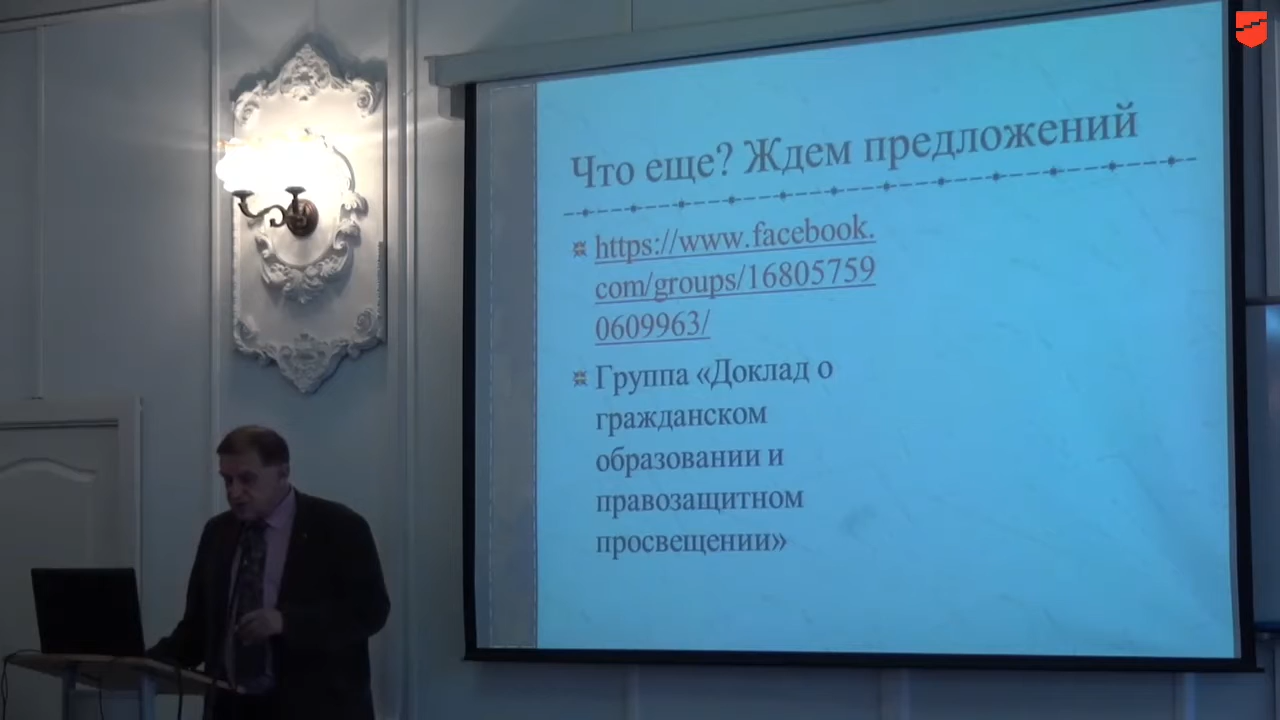 Что еще? Ждем предложений
https://www.facebook.
com/groups/16805759
0609963/
Группа «Доклад о
гражданском
образовании и
правозащитном
просвещении»